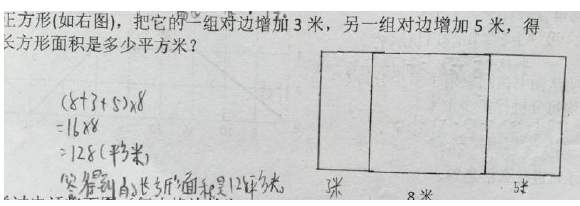 正方形(如右图)，把它的一组对边增加 3 米，另一组对边增加 5 米，得
长方形面积是多少平方米？
(8+3+5)×8
=16×8
=128(平方米)
答:得到的长方形面积是128平方米。
3米
8 米
5米